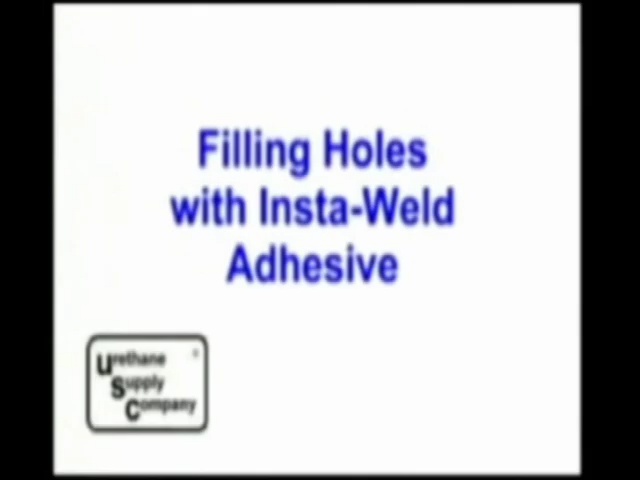 Filling Holes
with Insta-Weld
Adhesive
Urethane
Supply
Company